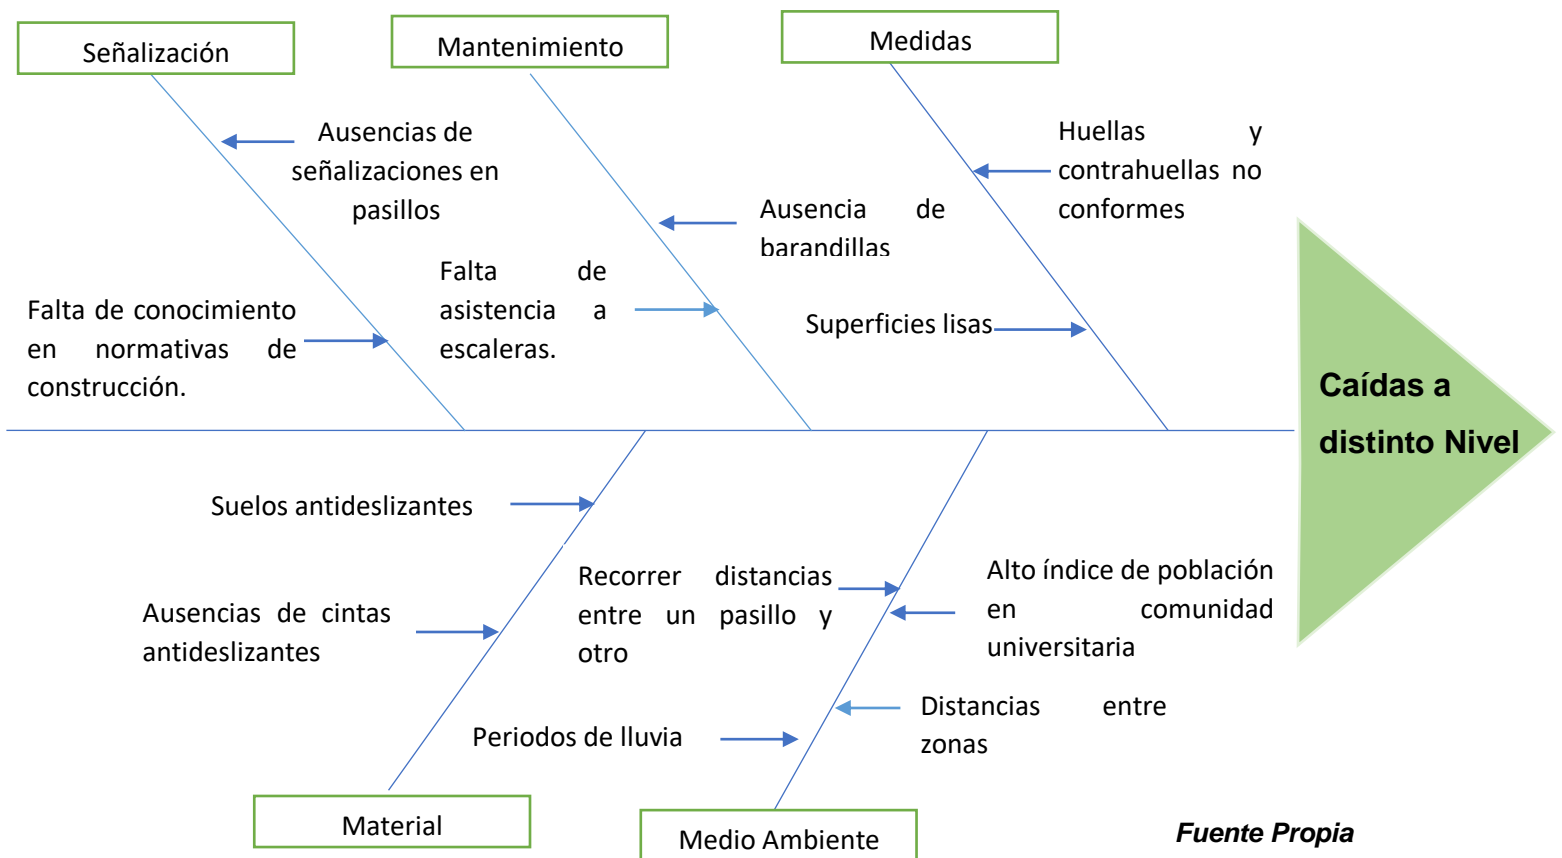 Señalización
Mantenimiento
Medidas
Ausencias de
señalizaciones en
pasillos
Falta de conocimiento
en normativas de
construcción.
Ausencia de
barandillas
Falta de
asistencia a
escaleras.
Huellas y
contrahuellas no
conformes
Superficies lisas
Caídas a
distinto Nivel
Suelos antideslizantes
Ausencias de cintas
antideslizantes
Recorrer distancias
entre un pasillo y
otro
Periodos de lluvia
Alto índice de población
en comunidad
universitaria
Distancias entre
zonas
Material
Medio Ambiente
Fuente Propia